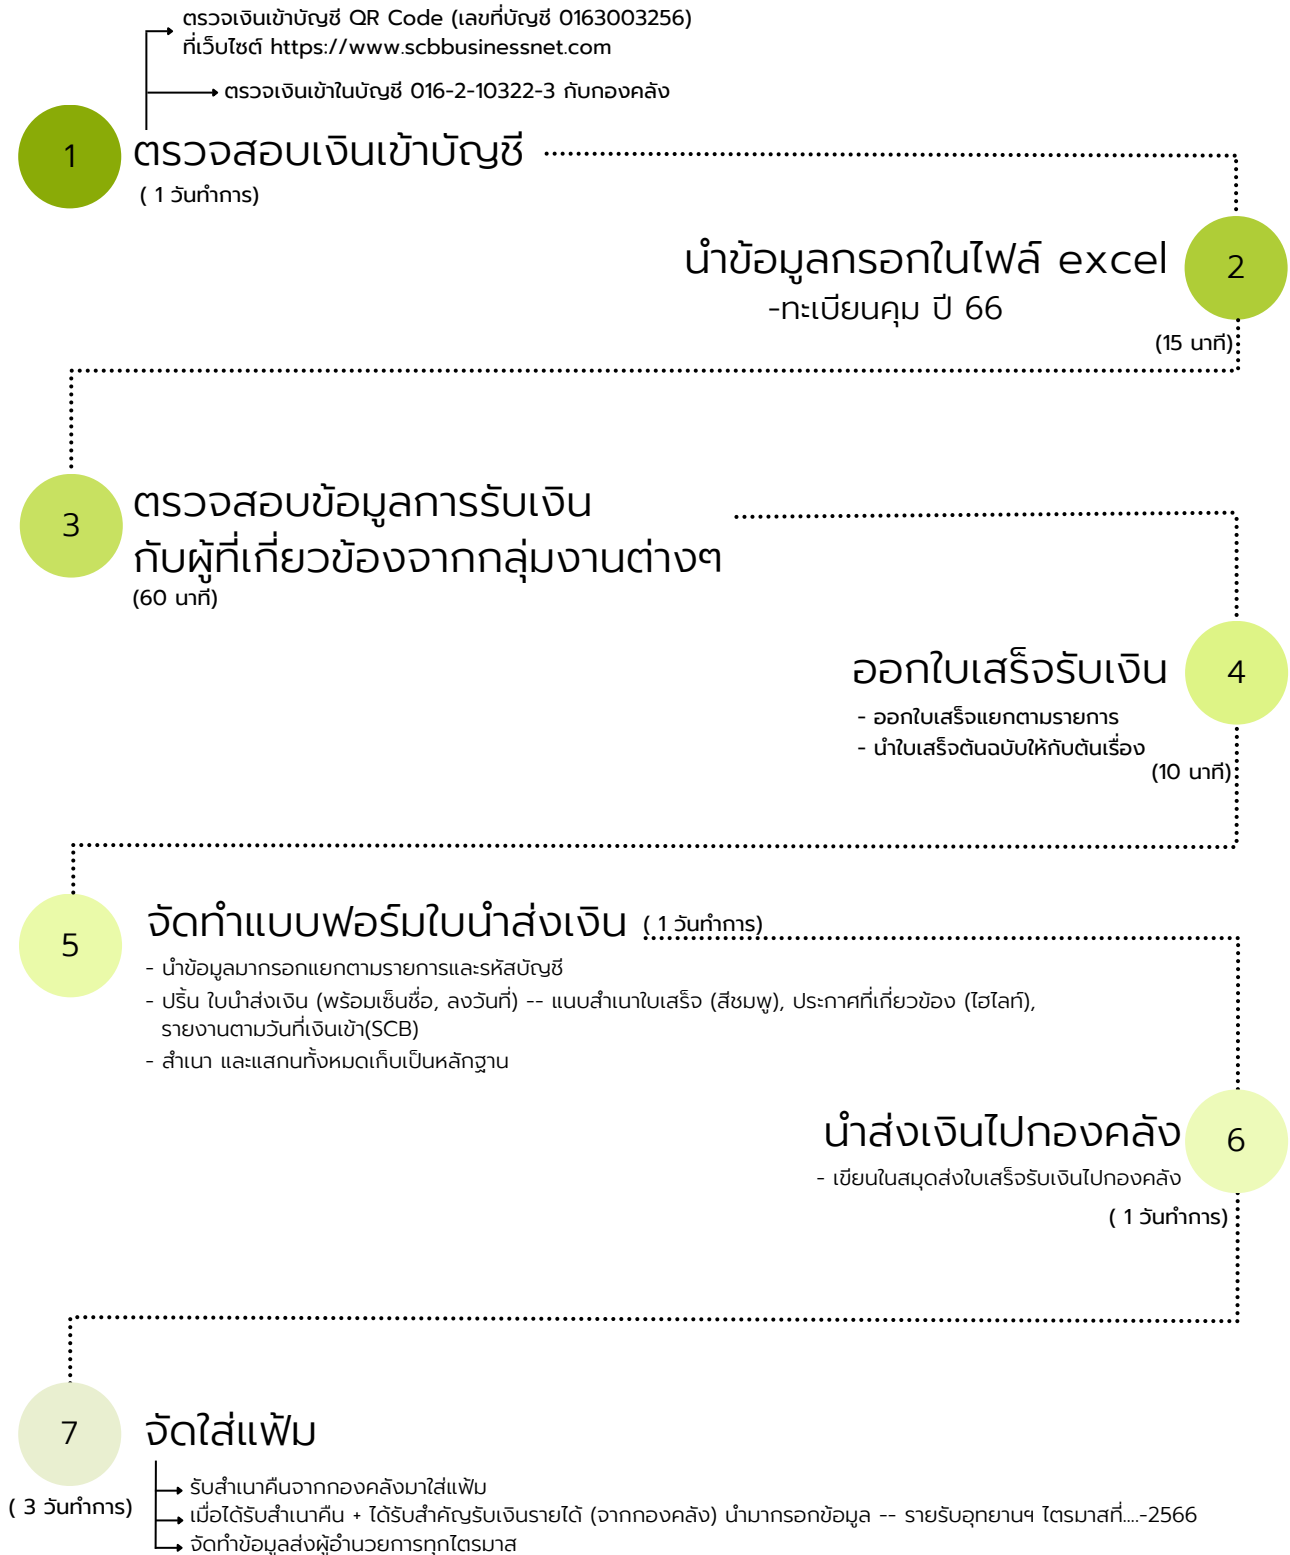 ตรวจเงินเข้าบัญชี QR Code (เลขที่บัญชี 0163003256)
ที่เว็บไซต์ https://www.scbbusinessnet.com
ตรวจเงินเข้าในบัญชี 016-2-10322-3 กับกองคลัง
1
ตรวจสอบเงินเข้าบัญชี
( 1 วันทำการ)
นำข้อมูลกรอกในไฟล์ excel
2
-ทะเบียนคุม ปี 66
(15 นาที)
3
ตรวจสอบข้อมูลการรับเงิน
กับผู้ที่เกี่ยวข้องจากกลุ่มงานต่างๆ
(60 นาที)
ออกใบเสร็จรับเงิน
4
- ออกใบเสร็จแยกตามรายการ
- นำใบเสร็จต้นฉบับให้กับต้นเรื่อง
(10 นาที)
5
จัดทำแบบฟอร์มใบนำส่งเงิน ( 1 วันทำการ)
- นำข้อมูลมากรอกแยกตามรายการและรหัสบัญชี
- ปริ้น ใบนำส่งเงิน (พร้อมเซ็นชื่อ, ลงวันที่) -- แนบสำเนาใบเสร็จ (สีชมพู), ประกาศที่เกี่ยวข้อง (ไฮไลท์),
รายงานตามวันที่เงินเข้า(SCB)
- สำเนา และแสกนทั้งหมดเก็บเป็นหลักฐาน
นำส่งเงินไปกองคลัง
6
- เขียนในสมุดส่งใบเสร็จรับเงินไปกองคลัง
( 1 วันทำการ)
7
จัดใส่แฟ้ม
( 3 วันทำการ)
รับสำเนาคืนจากกองคลังมาใส่แฟ้ม
เมื่อได้รับสำเนาคืน + ได้รับสำคัญรับเงินรายได้ (จากกองคลัง) นำมากรอกข้อมูล -- รายรับอุทยานฯ ไตรมาสที่....-2566
จัดทำข้อมูลส่งผู้อำนวยการทุกไตรมาส